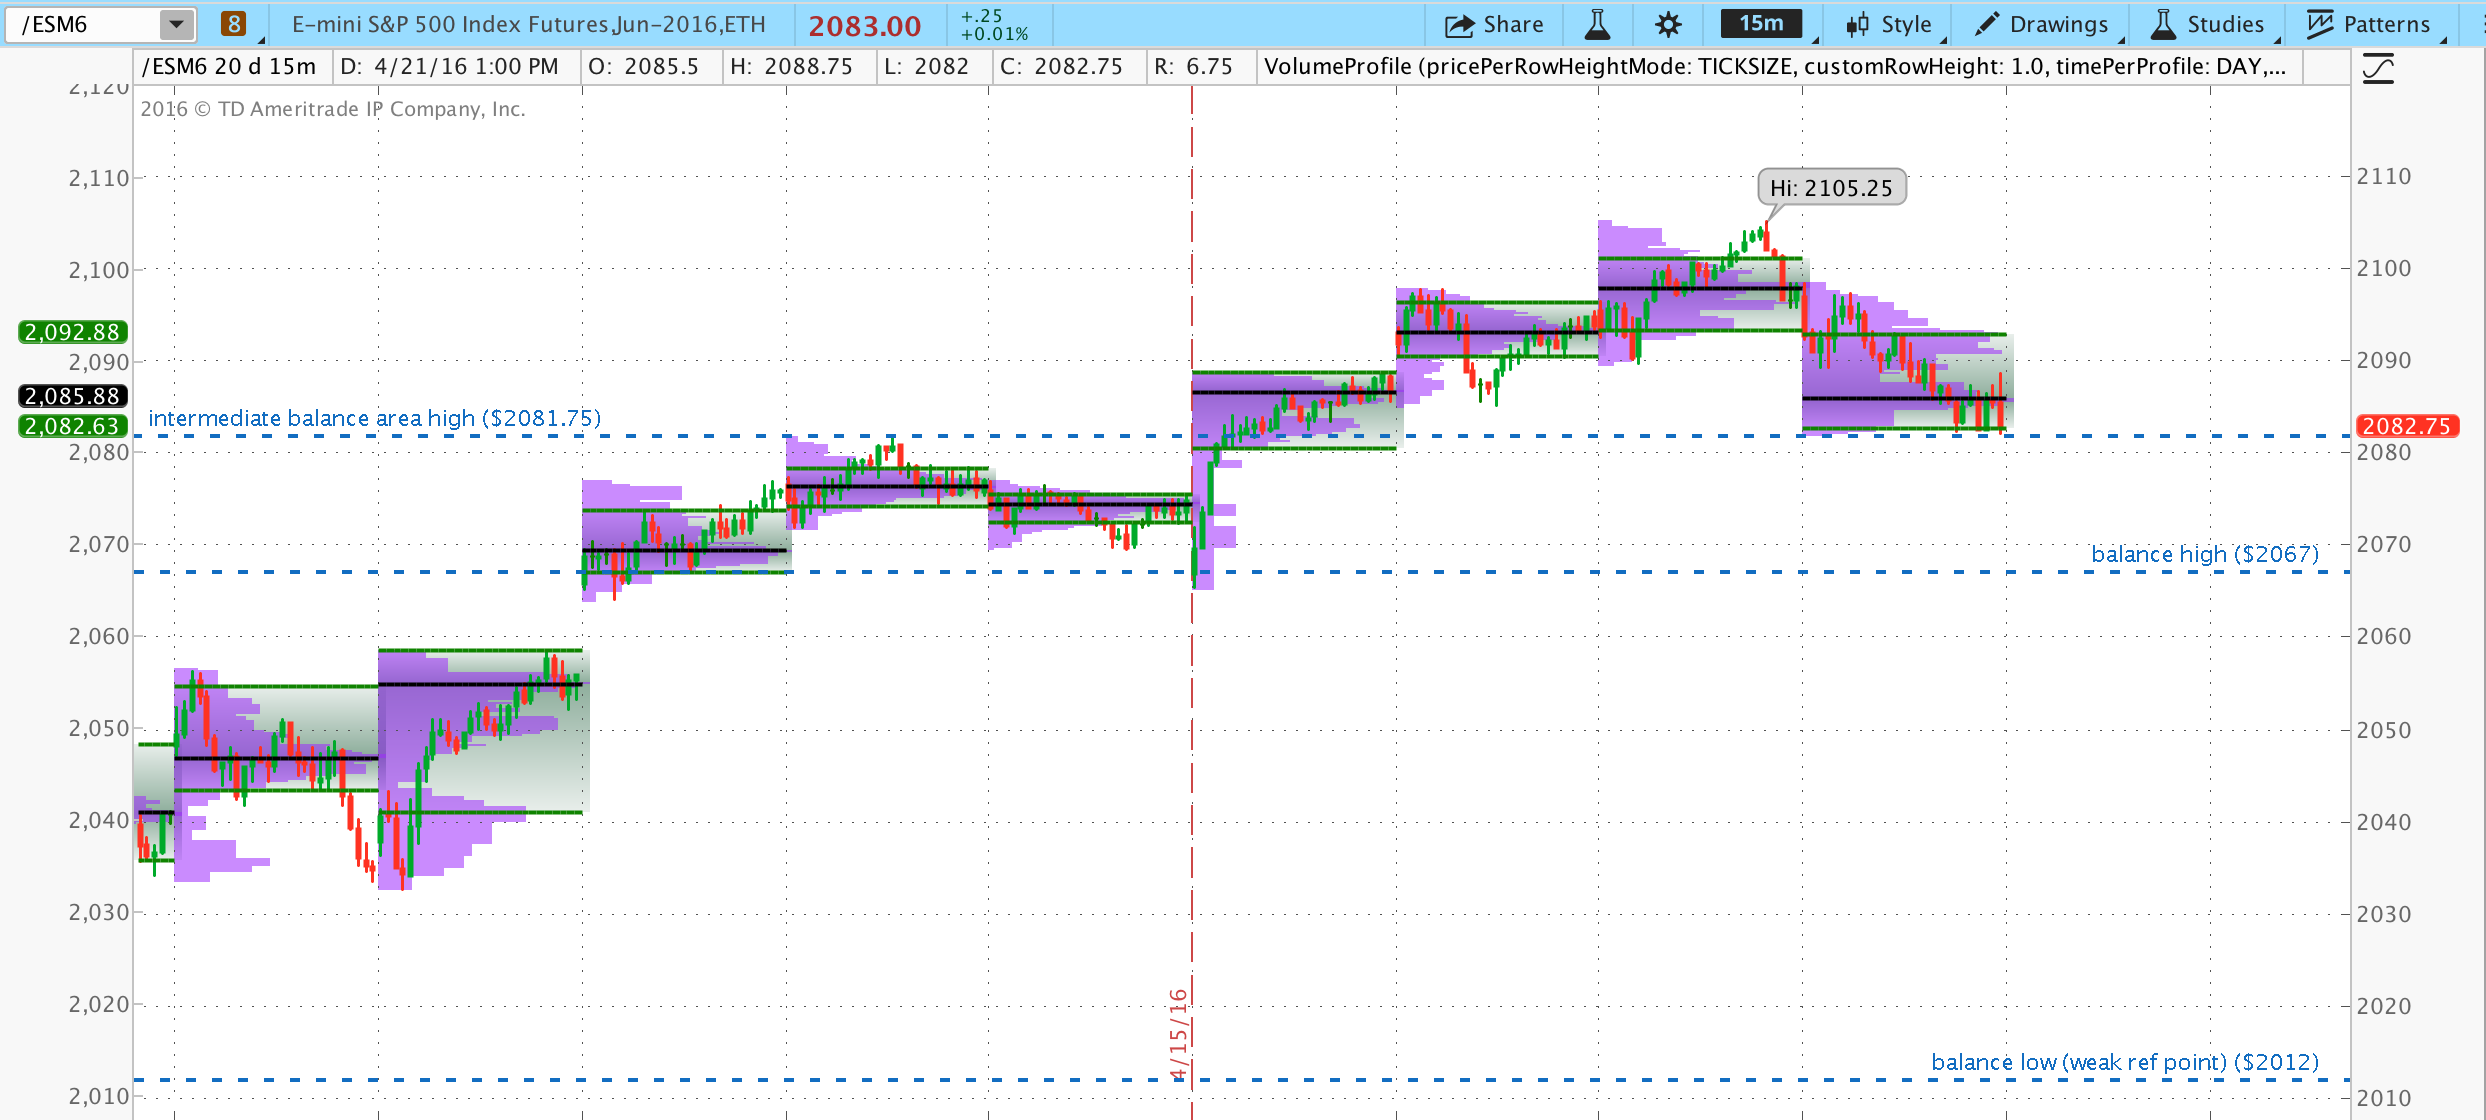 /ESM6 8 E-mini S&P 500 Index Futures,Jun-2016,ETH 2083.00 +.25 +0.01% Share 15m Style Drawings Studies Patterns
/ESM6 20 d 15m D: 4/21/16 1:00 PM O: 2085.5 H: 2088.75 L: 2082 C: 2082.75 R: 6.75 VolumeProfile (pricePerRowHeightMode: TICKSIZE, customRowHeight: 1.0, timePerProfile: DAY,...
2,120
2016 © TD Ameritrade IP Company, Inc.
2,110 2110
Hi: 2105.25
2,100 2100
2,092.88
2,090 2090
2,085.88
intermediate balance area high ($2081.75)
2,082.63 2082.75
2,080 2080
2,070 2070
balance high ($2067)
2,060 2060
2,050 2050
2,040 2040
2,030 2030
2,020 2020
4/15/16
balance low (weak ref point) ($2012)
2,010 2010